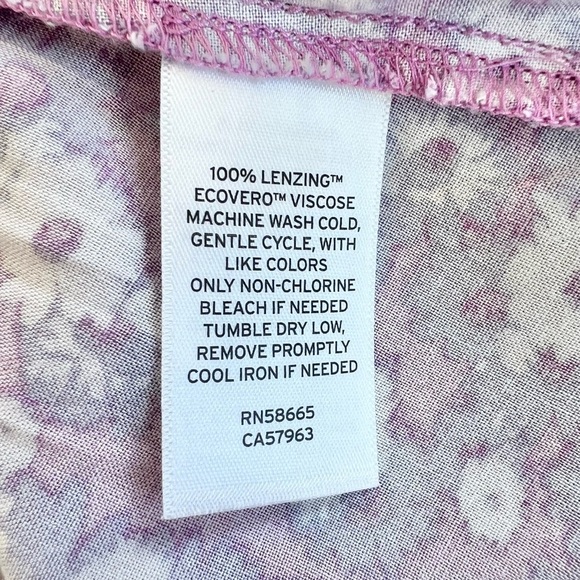 100% LENZING™
ECOVERO™ VISCOSE
MACHINE WASH COLD,
GENTLE CYCLE, WITH
LIKE COLORS
ONLY NON-CHLORINE
BLEACH IF NEEDED
TUMBLE DRY LOW,
REMOVE PROMPTLY
COOL IRON IF NEEDED
RN58665
CA57963